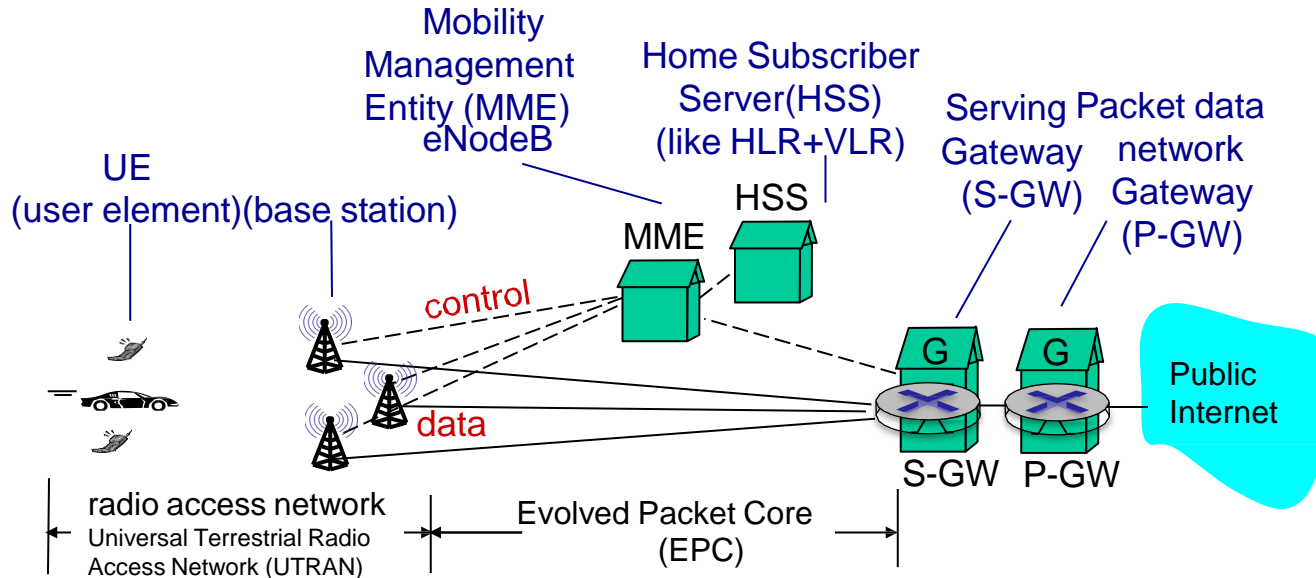 Mobility
Management
Entity (MME)
eNodeB
Home Subscriber
Server(HSS)
(like HLR+VLR)
Serving
Gateway
(S-GW)
Packet data
network
Gateway
(P-GW)
UE
(user element)(base station)
HSS
MME
control
data
G
G
S-GW
P-GW
Public
Internet
radio access network
Universal Terrestrial Radio
Access Network (UTRAN)
Evolved Packet Core
(EPC)